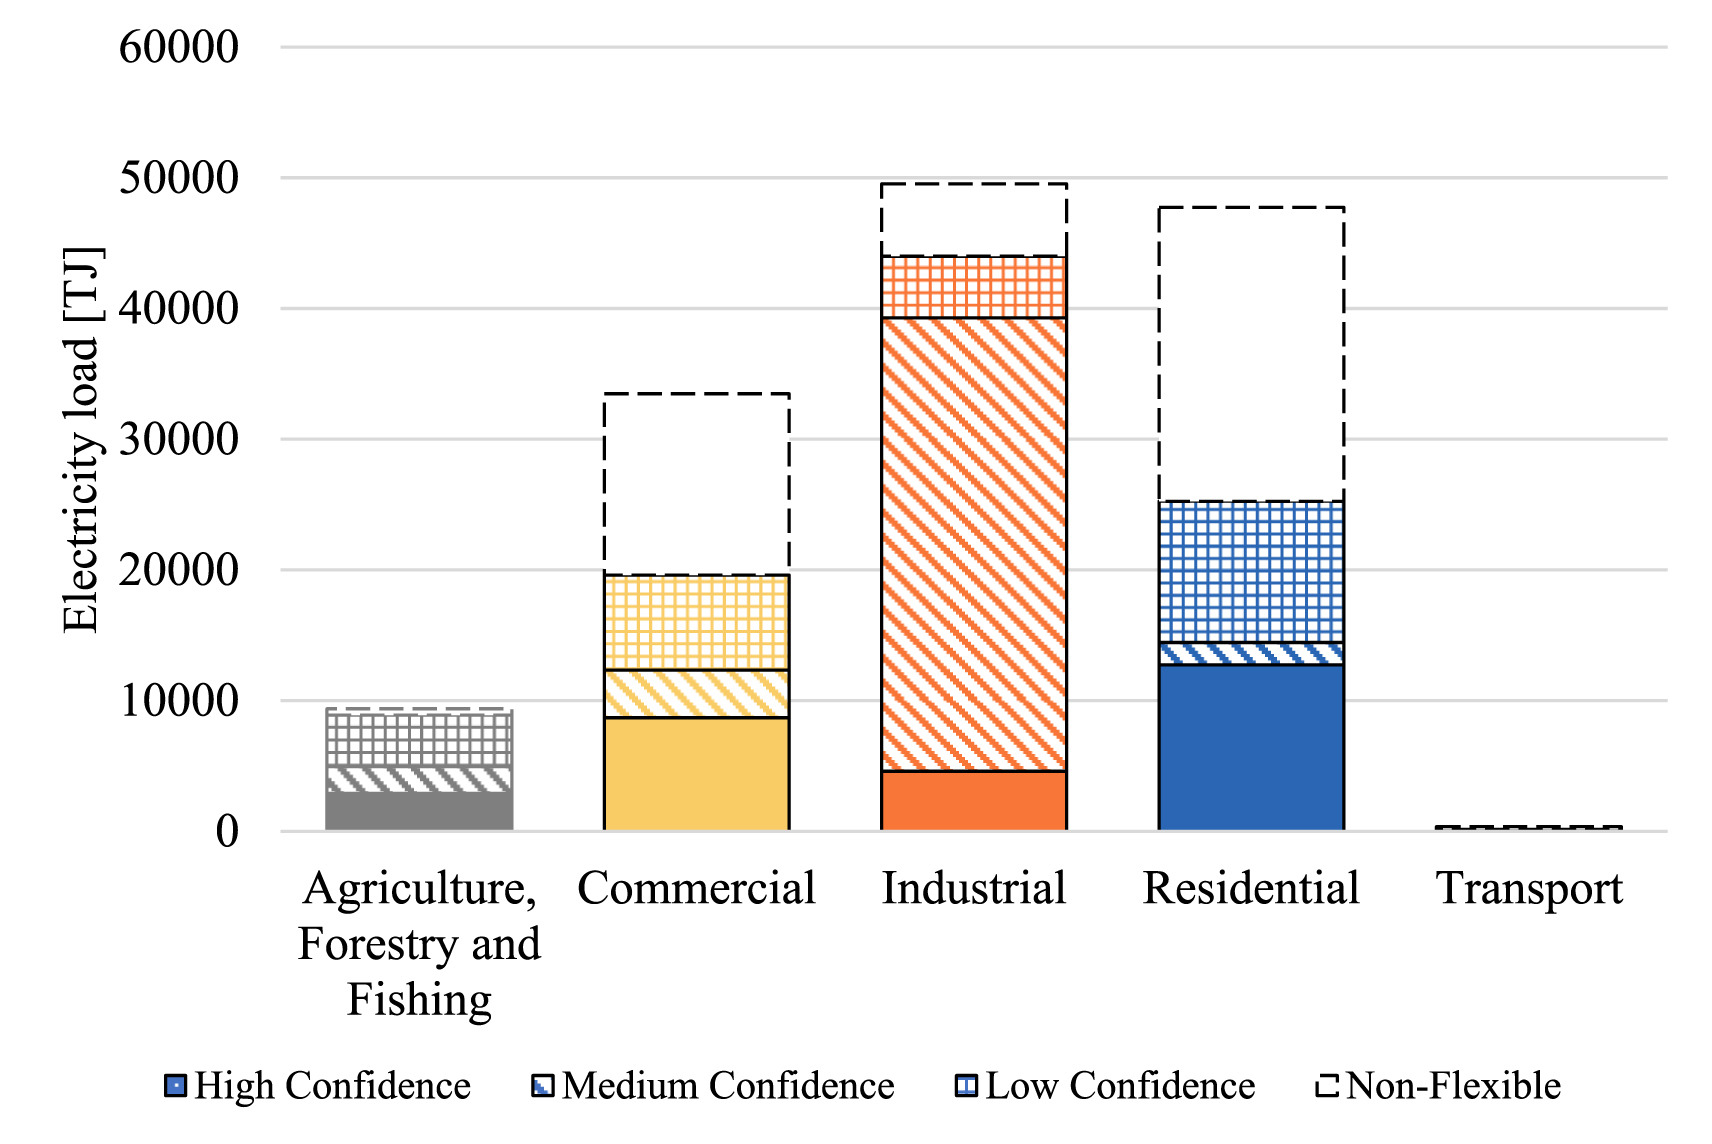 60000
50000
40000
30000
20000
10000
0
Electricity load [TJ]
Agriculture,
Forestry and
Fishing
Commercial
Industrial
Residential
Transport
High Confidence
Medium Confidence
Low Confidence
Non-Flexible